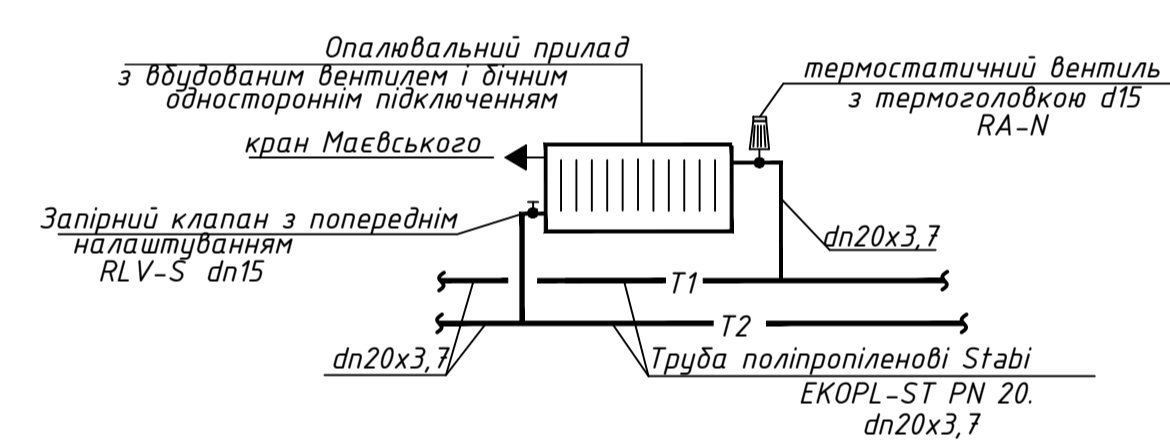 Опалювальний прилад
з вбудованим вентилем і бічним
одностороннім підключенням
термостатичний вентиль
з термоголовкою d15
RA-N
кран Маєвського
Запірний клапан з попереднім
налаштуванням
RLV-S dn15
dn20x3,7
T1
T2
dn20x3,7
Труба поліпропіленові Stabi
EKOPL-ST PN 20.
dn20x3,7